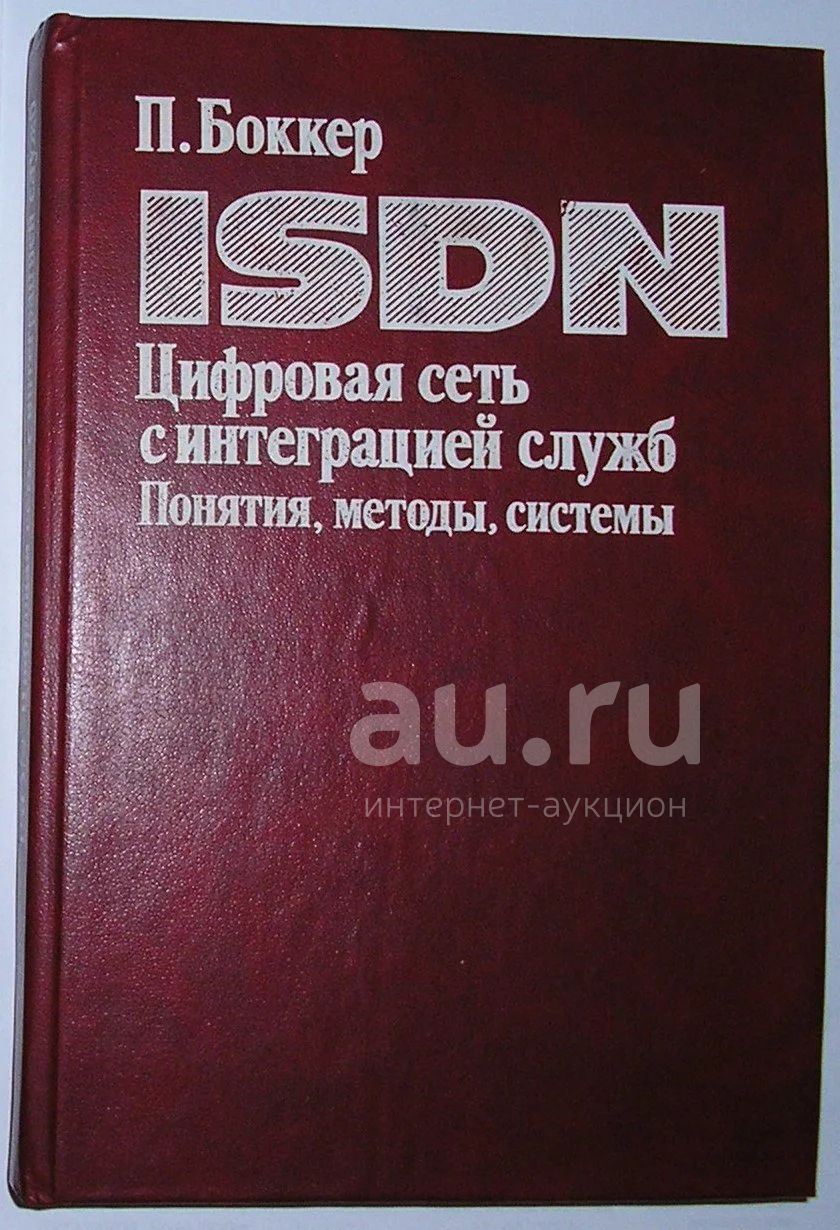 П. Боккер
ISDN
Цифровая сеть
с интеграцией служб
Понятия, методы, системы
au.ru
интернет-аукцион